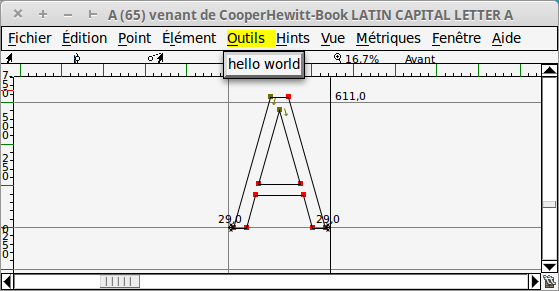 A (65) venant de CooperHewitt-Book LATIN CAPITAL LETTER A
Fichier Édition Point Élément Outils Hints Vue Métriques Fenêtre Aide
hello world
16,7% Avant
611,0
29,0 29,0